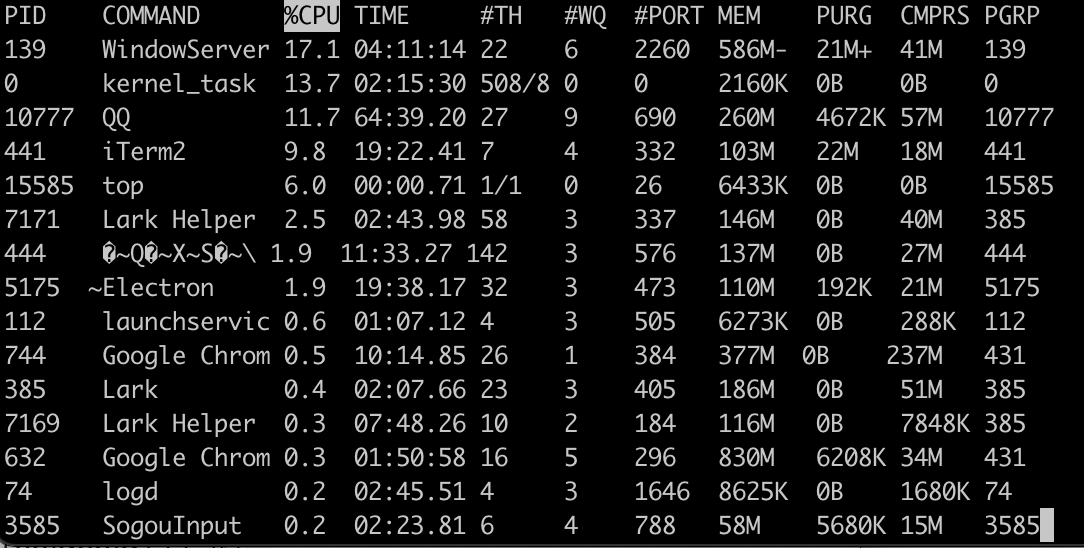 PID COMMAND %CPU TIME #TH #WQ #PORT MEM PURG CMPRS PGRP
139 WindowServer 17.1 04:11:14 22 6 2260 586M- 21M+ 41M 139
0 kernel_task 13.7 02:15:30 508/8 0 0 2160K 0B 0B 0
10777 QQ 11.7 64:39.20 27 9 690 260M 4672K 57M 10777
441 iTerm2 9.8 19:22.41 7 4 332 103M 22M 18M 441
15585 top 6.0 00:00.71 1/1 0 26 6433K 0B 0B 15585
7171 Lark Helper 2.5 02:43.98 58 3 337 146M 0B 40M 385
444 �~Q�~X~S�~\ 1.9 11:33.27 142 3 576 137M 0B 27M 444
5175 ~Electron 1.9 19:38.17 32 3 473 110M 192K 21M 5175
112 launchservic 0.6 01:07.12 4 3 505 6273K 0B 288K 112
744 Google Chrom 0.5 10:14.85 26 1 384 377M 0B 237M 431
385 Lark 0.4 02:07.66 23 3 405 186M 0B 51M 385
7169 Lark Helper 0.3 07:48.26 10 2 184 116M 0B 7848K 385
632 Google Chrom 0.3 01:50:58 16 5 296 830M 6208K 34M 431
74 logd 0.2 02:45.51 4 3 1646 8625K 0B 1680K 74
3585 SogouInput 0.2 02:23.81 6 4 788 58M 5680K 15M 3585